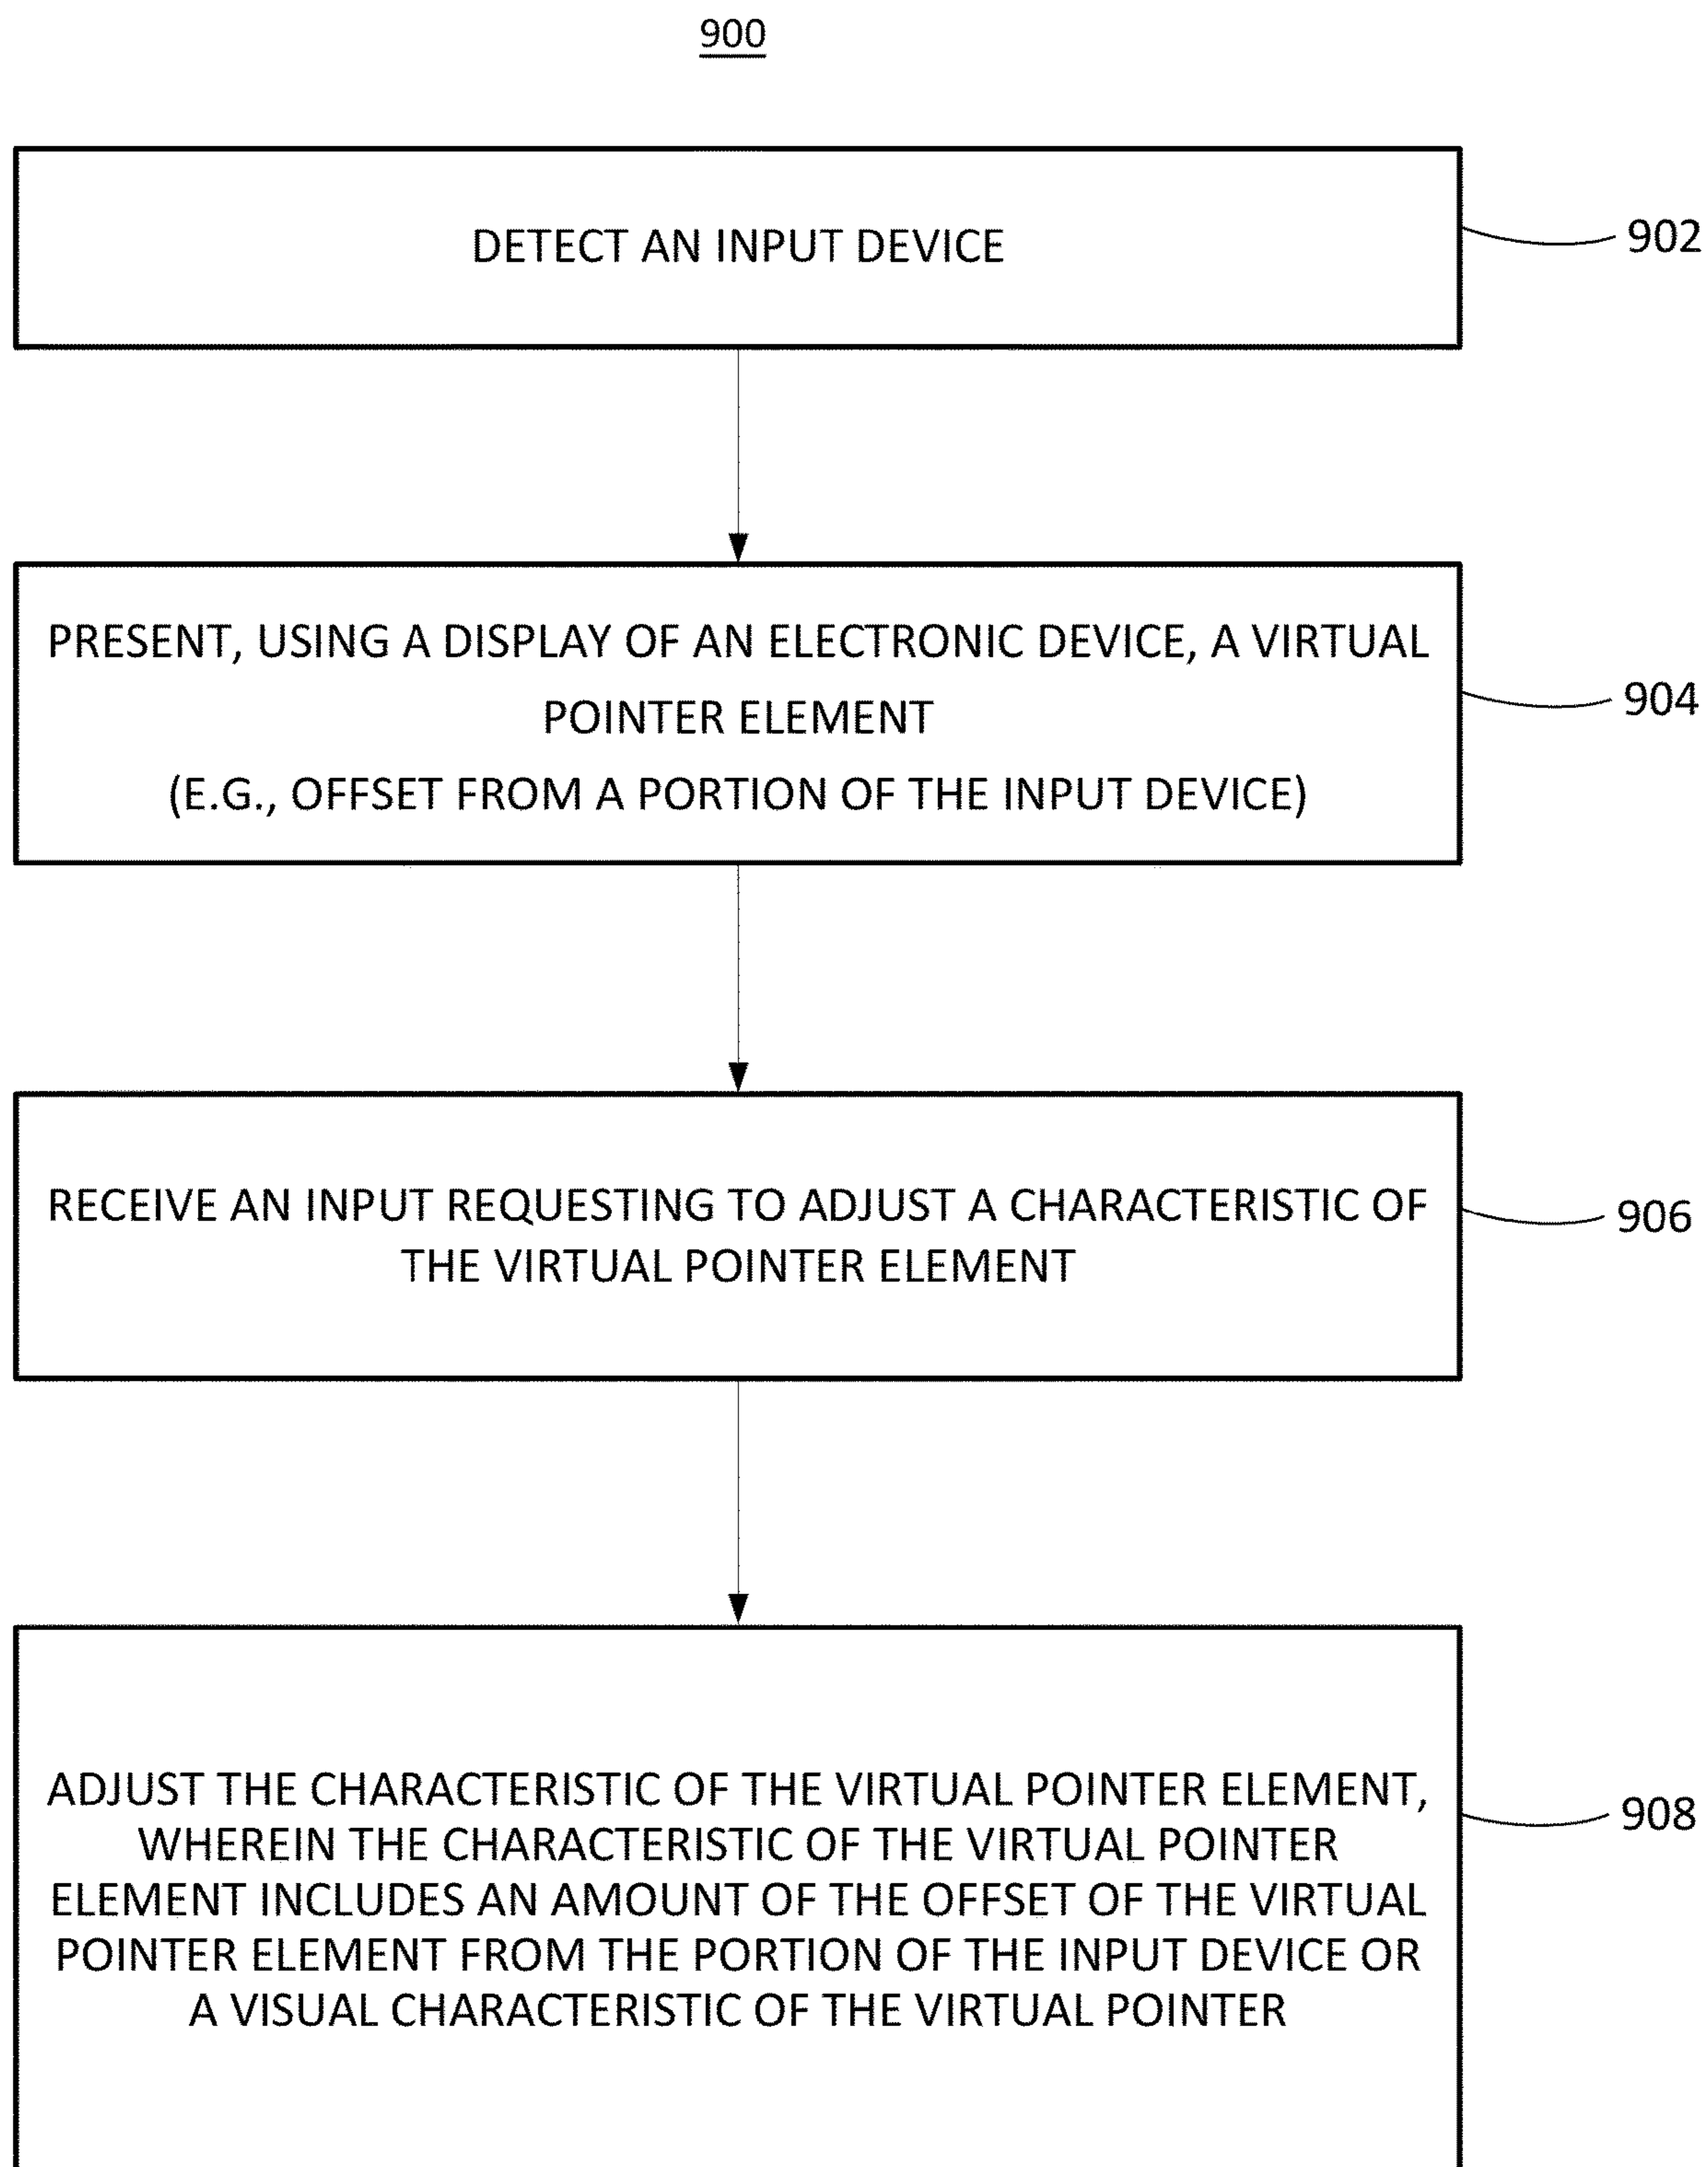 900
DETECT AN INPUT DEVICE
902
PRESENT, USING A DISPLAY OF AN ELECTRONIC DEVICE, A VIRTUAL
POINTER ELEMENT
(E.G., OFFSET FROM A PORTION OF THE INPUT DEVICE)
904
RECEIVE AN INPUT REQUESTING TO ADJUST A CHARACTERISTIC OF
THE VIRTUAL POINTER ELEMENT
906
ADJUST THE CHARACTERISTIC OF THE VIRTUAL POINTER ELEMENT,
WHEREIN THE CHARACTERISTIC OF THE VIRTUAL POINTER
ELEMENT INCLUDES AN AMOUNT OF THE OFFSET OF THE VIRTUAL
POINTER ELEMENT FROM THE PORTION OF THE INPUT DEVICE OR
A VISUAL CHARACTERISTIC OF THE VIRTUAL POINTER
908